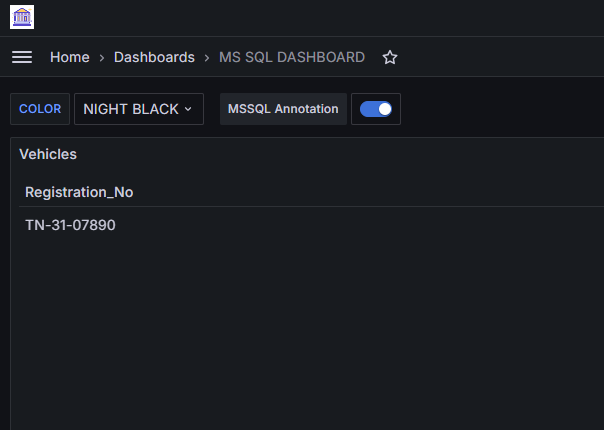 Home › Dashboards › MS SQL DASHBOARD
COLOR NIGHT BLACK MSSQL Annotation
Vehicles
Registration_No
TN-31-07890